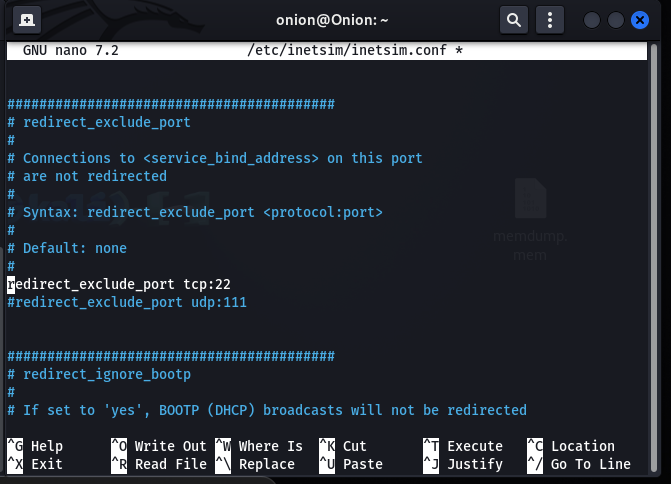 onion@Onion: ~
GNU nano 7.2 /etc/inetsim/inetsim.conf *
#########################################
# redirect_exclude_port
#
# Connections to <service_bind_address> on this port
# are not redirected
#
# Syntax: redirect_exclude_port <protocol:port>
#
# Default: none
#
redirect_exclude_port tcp:22
#redirect_exclude_port udp:111
#########################################
# redirect_ignore_bootp
#
# If set to 'yes', BOOTP (DHCP) broadcasts will not be redirected
memdump.
mem
^G Help ^O Write Out ^W Where Is ^K Cut ^T Execute ^C Location
^X Exit ^R Read File ^\ Replace ^U Paste ^J Justify ^/ Go To Line